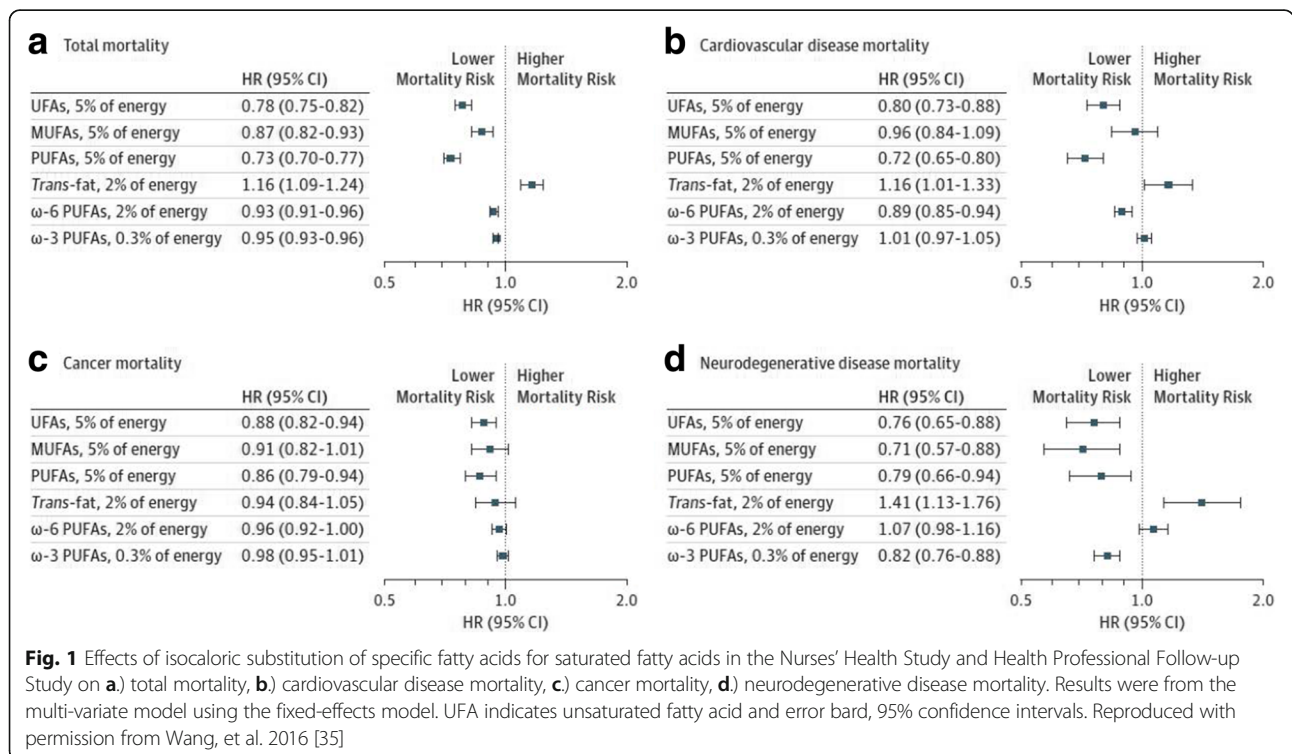 a Total mortality
Lower Higher
HR (95% CI) Mortality Risk Mortality Risk
UFAs, 5% of energy 0.78 (0.75-0.82)
MUFAs, 5% of energy 0.87 (0.82-0.93)
PUFAs, 5% of energy 0.73 (0.70-0.77)
Trans-fat, 2% of energy 1.16 (1.09-1.24)
ω-6 PUFAs, 2% of energy 0.93 (0.91-0.96)
ω-3 PUFAs, 0.3% of energy 0.95 (0.93-0.96)
0.5 1.0 2.0
HR (95% CI)
b Cardiovascular disease mortality
Lower Higher
HR (95% CI) Mortality Risk Mortality Risk
UFAs, 5% of energy 0.80 (0.73-0.88)
MUFAs, 5% of energy 0.96 (0.84-1.09)
PUFAs, 5% of energy 0.72 (0.65-0.80)
Trans-fat, 2% of energy 1.16 (1.01-1.33)
ω-6 PUFAs, 2% of energy 0.89 (0.85-0.94)
ω-3 PUFAs, 0.3% of energy 1.01 (0.97-1.05)
0.5 1.0 2.0
HR (95% CI)
c Cancer mortality
Lower Higher
HR (95% CI) Mortality Risk Mortality Risk
UFAs, 5% of energy 0.88 (0.82-0.94)
MUFAs, 5% of energy 0.91 (0.82-1.01)
PUFAs, 5% of energy 0.86 (0.79-0.94)
Trans-fat, 2% of energy 0.94 (0.84-1.05)
ω-6 PUFAs, 2% of energy 0.96 (0.92-1.00)
ω-3 PUFAs, 0.3% of energy 0.98 (0.95-1.01)
0.5 1.0 2.0
HR (95% CI)
d Neurodegenerative disease mortality
Lower Higher
HR (95% CI) Mortality Risk Mortality Risk
UFAs, 5% of energy 0.76 (0.65-0.88)
MUFAs, 5% of energy 0.71 (0.57-0.88)
PUFAs, 5% of energy 0.79 (0.66-0.94)
Trans-fat, 2% of energy 1.41 (1.13-1.76)
ω-6 PUFAs, 2% of energy 1.07 (0.98-1.16)
ω-3 PUFAs, 0.3% of energy 0.82 (0.76-0.88)
0.5 1.0 2.0
HR (95% CI)
Fig. 1 Effects of isocaloric substitution of specific fatty acids for saturated fatty acids in the Nurses' Health Study and Health Professional Follow-up
Study on a.) total mortality, b.) cardiovascular disease mortality, c.) cancer mortality, d.) neurodegenerative disease mortality. Results were from the
multi-variate model using the fixed-effects model. UFA indicates unsaturated fatty acid and error bard, 95% confidence intervals. Reproduced with
permission from Wang, et al. 2016 [35]